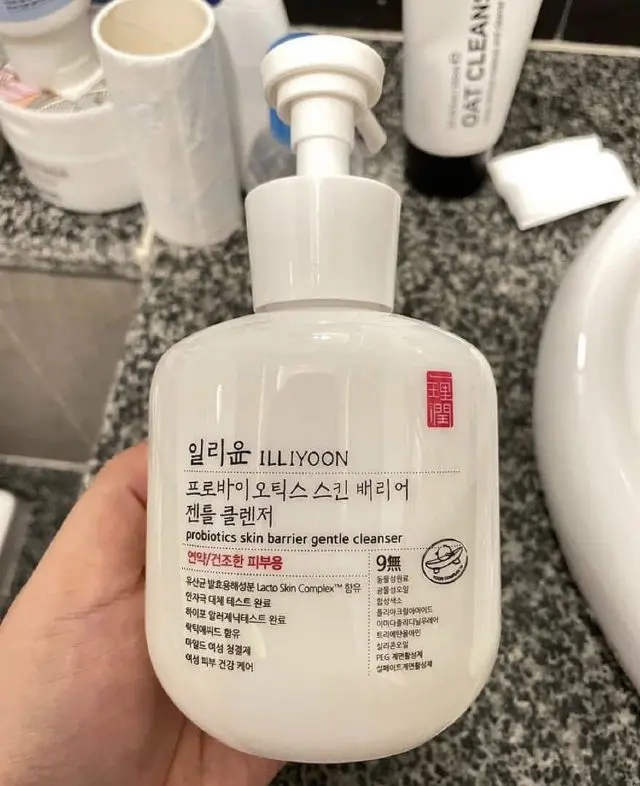 OAT CLEANS
一理潤
일리윤 ILLIYOON
프로바이오틱스 스킨 배리어
젠틀 클렌저
probiotics skin barrier gentle cleanser
연약/건조한 피부용
유산균 발효용해성분 Lacto Skin Complex™ 함유
안자극 대체 테스트 완료
하이포 알러제닉테스트 완료
락틱애씨드 함유
마일드 여성 청결제
여성 피부 건강 케어
9無
동물성원료
광물성오일
합성색소
폴리아크릴아마이드
이미다졸리디닐우레아
트리에탄올아민
실리콘오일
PEG 계면활성제
설페이트계면활성제